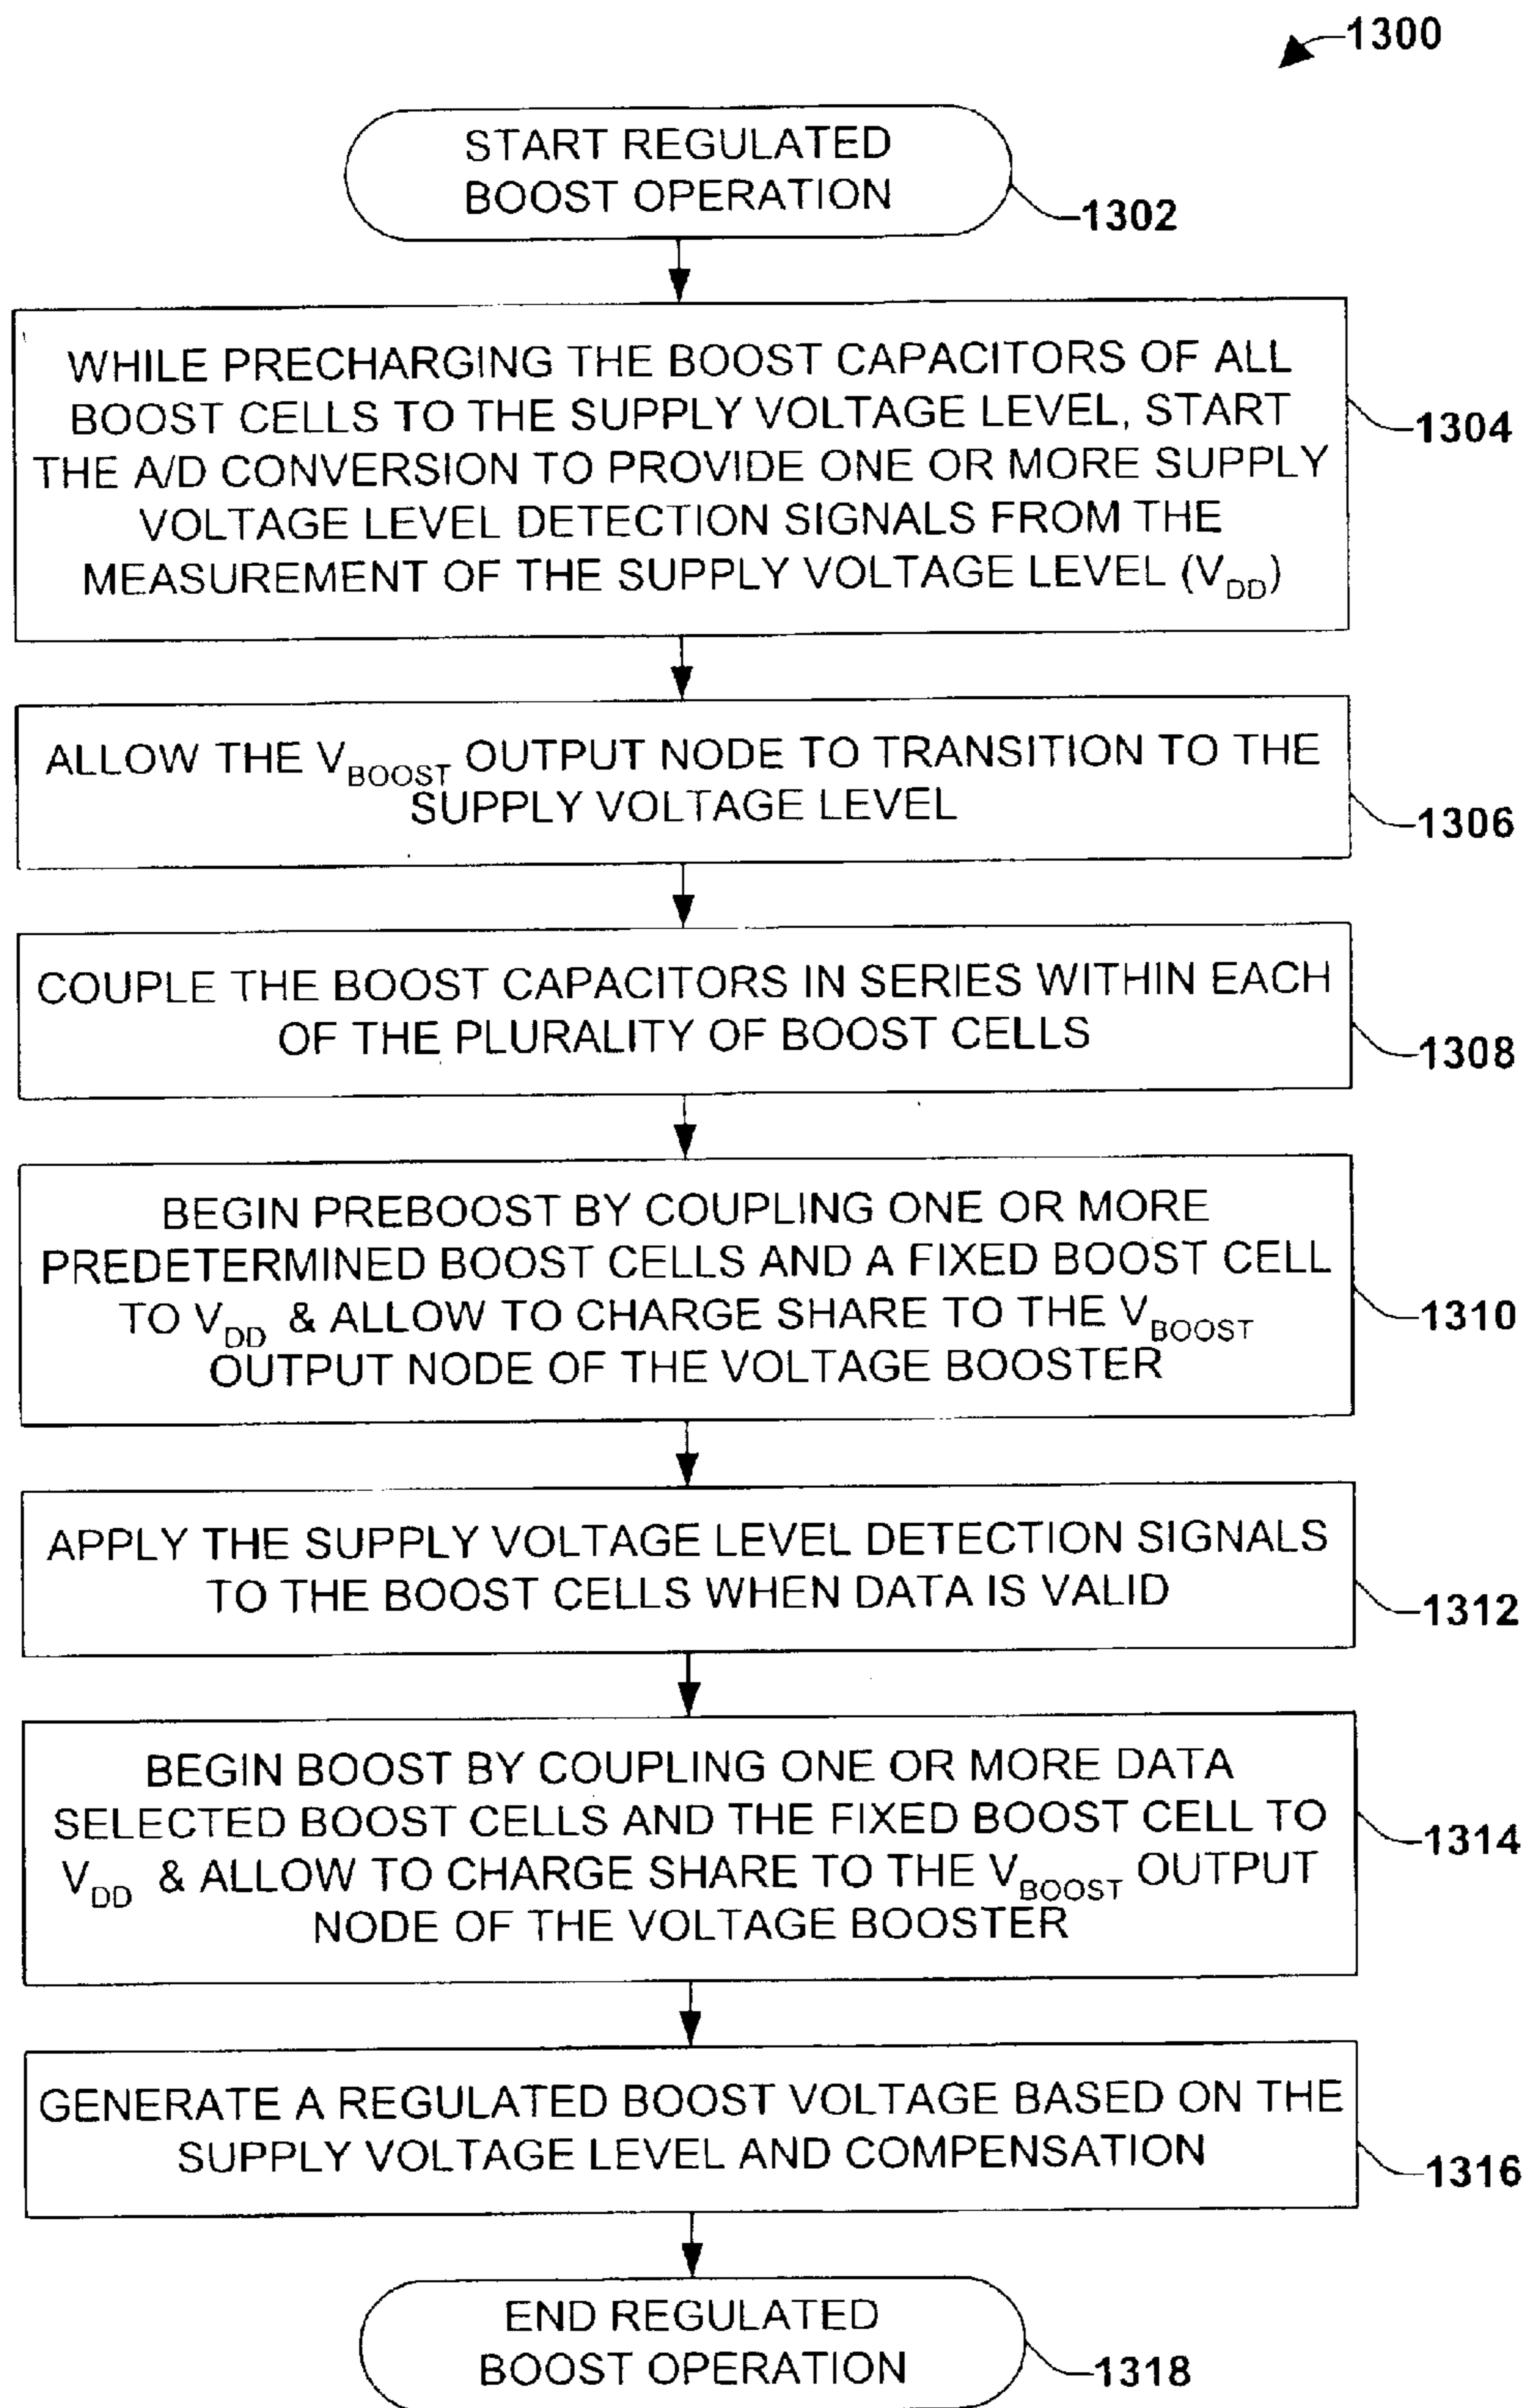 1300
START REGULATED
BOOST OPERATION
1302
WHILE PRECHARGING THE BOOST CAPACITORS OF ALL
BOOST CELLS TO THE SUPPLY VOLTAGE LEVEL, START
THE A/D CONVERSION TO PROVIDE ONE OR MORE SUPPLY
VOLTAGE LEVEL DETECTION SIGNALS FROM THE
MEASUREMENT OF THE SUPPLY VOLTAGE LEVEL (VDD)
1304
ALLOW THE VBOOST OUTPUT NODE TO TRANSITION TO THE
SUPPLY VOLTAGE LEVEL
1306
COUPLE THE BOOST CAPACITORS IN SERIES WITHIN EACH
OF THE PLURALITY OF BOOST CELLS
1308
BEGIN PREBOOST BY COUPLING ONE OR MORE
PREDETERMINED BOOST CELLS AND A FIXED BOOST CELL
TO VDD & ALLOW TO CHARGE SHARE TO THE VBOOST
OUTPUT NODE OF THE VOLTAGE BOOSTER
1310
APPLY THE SUPPLY VOLTAGE LEVEL DETECTION SIGNALS
TO THE BOOST CELLS WHEN DATA IS VALID
1312
BEGIN BOOST BY COUPLING ONE OR MORE DATA
SELECTED BOOST CELLS AND THE FIXED BOOST CELL TO
VDD & ALLOW TO CHARGE SHARE TO THE VBOOST OUTPUT
NODE OF THE VOLTAGE BOOSTER
1314
GENERATE A REGULATED BOOST VOLTAGE BASED ON THE
SUPPLY VOLTAGE LEVEL AND COMPENSATION
1316
END REGULATED
BOOST OPERATION
1318